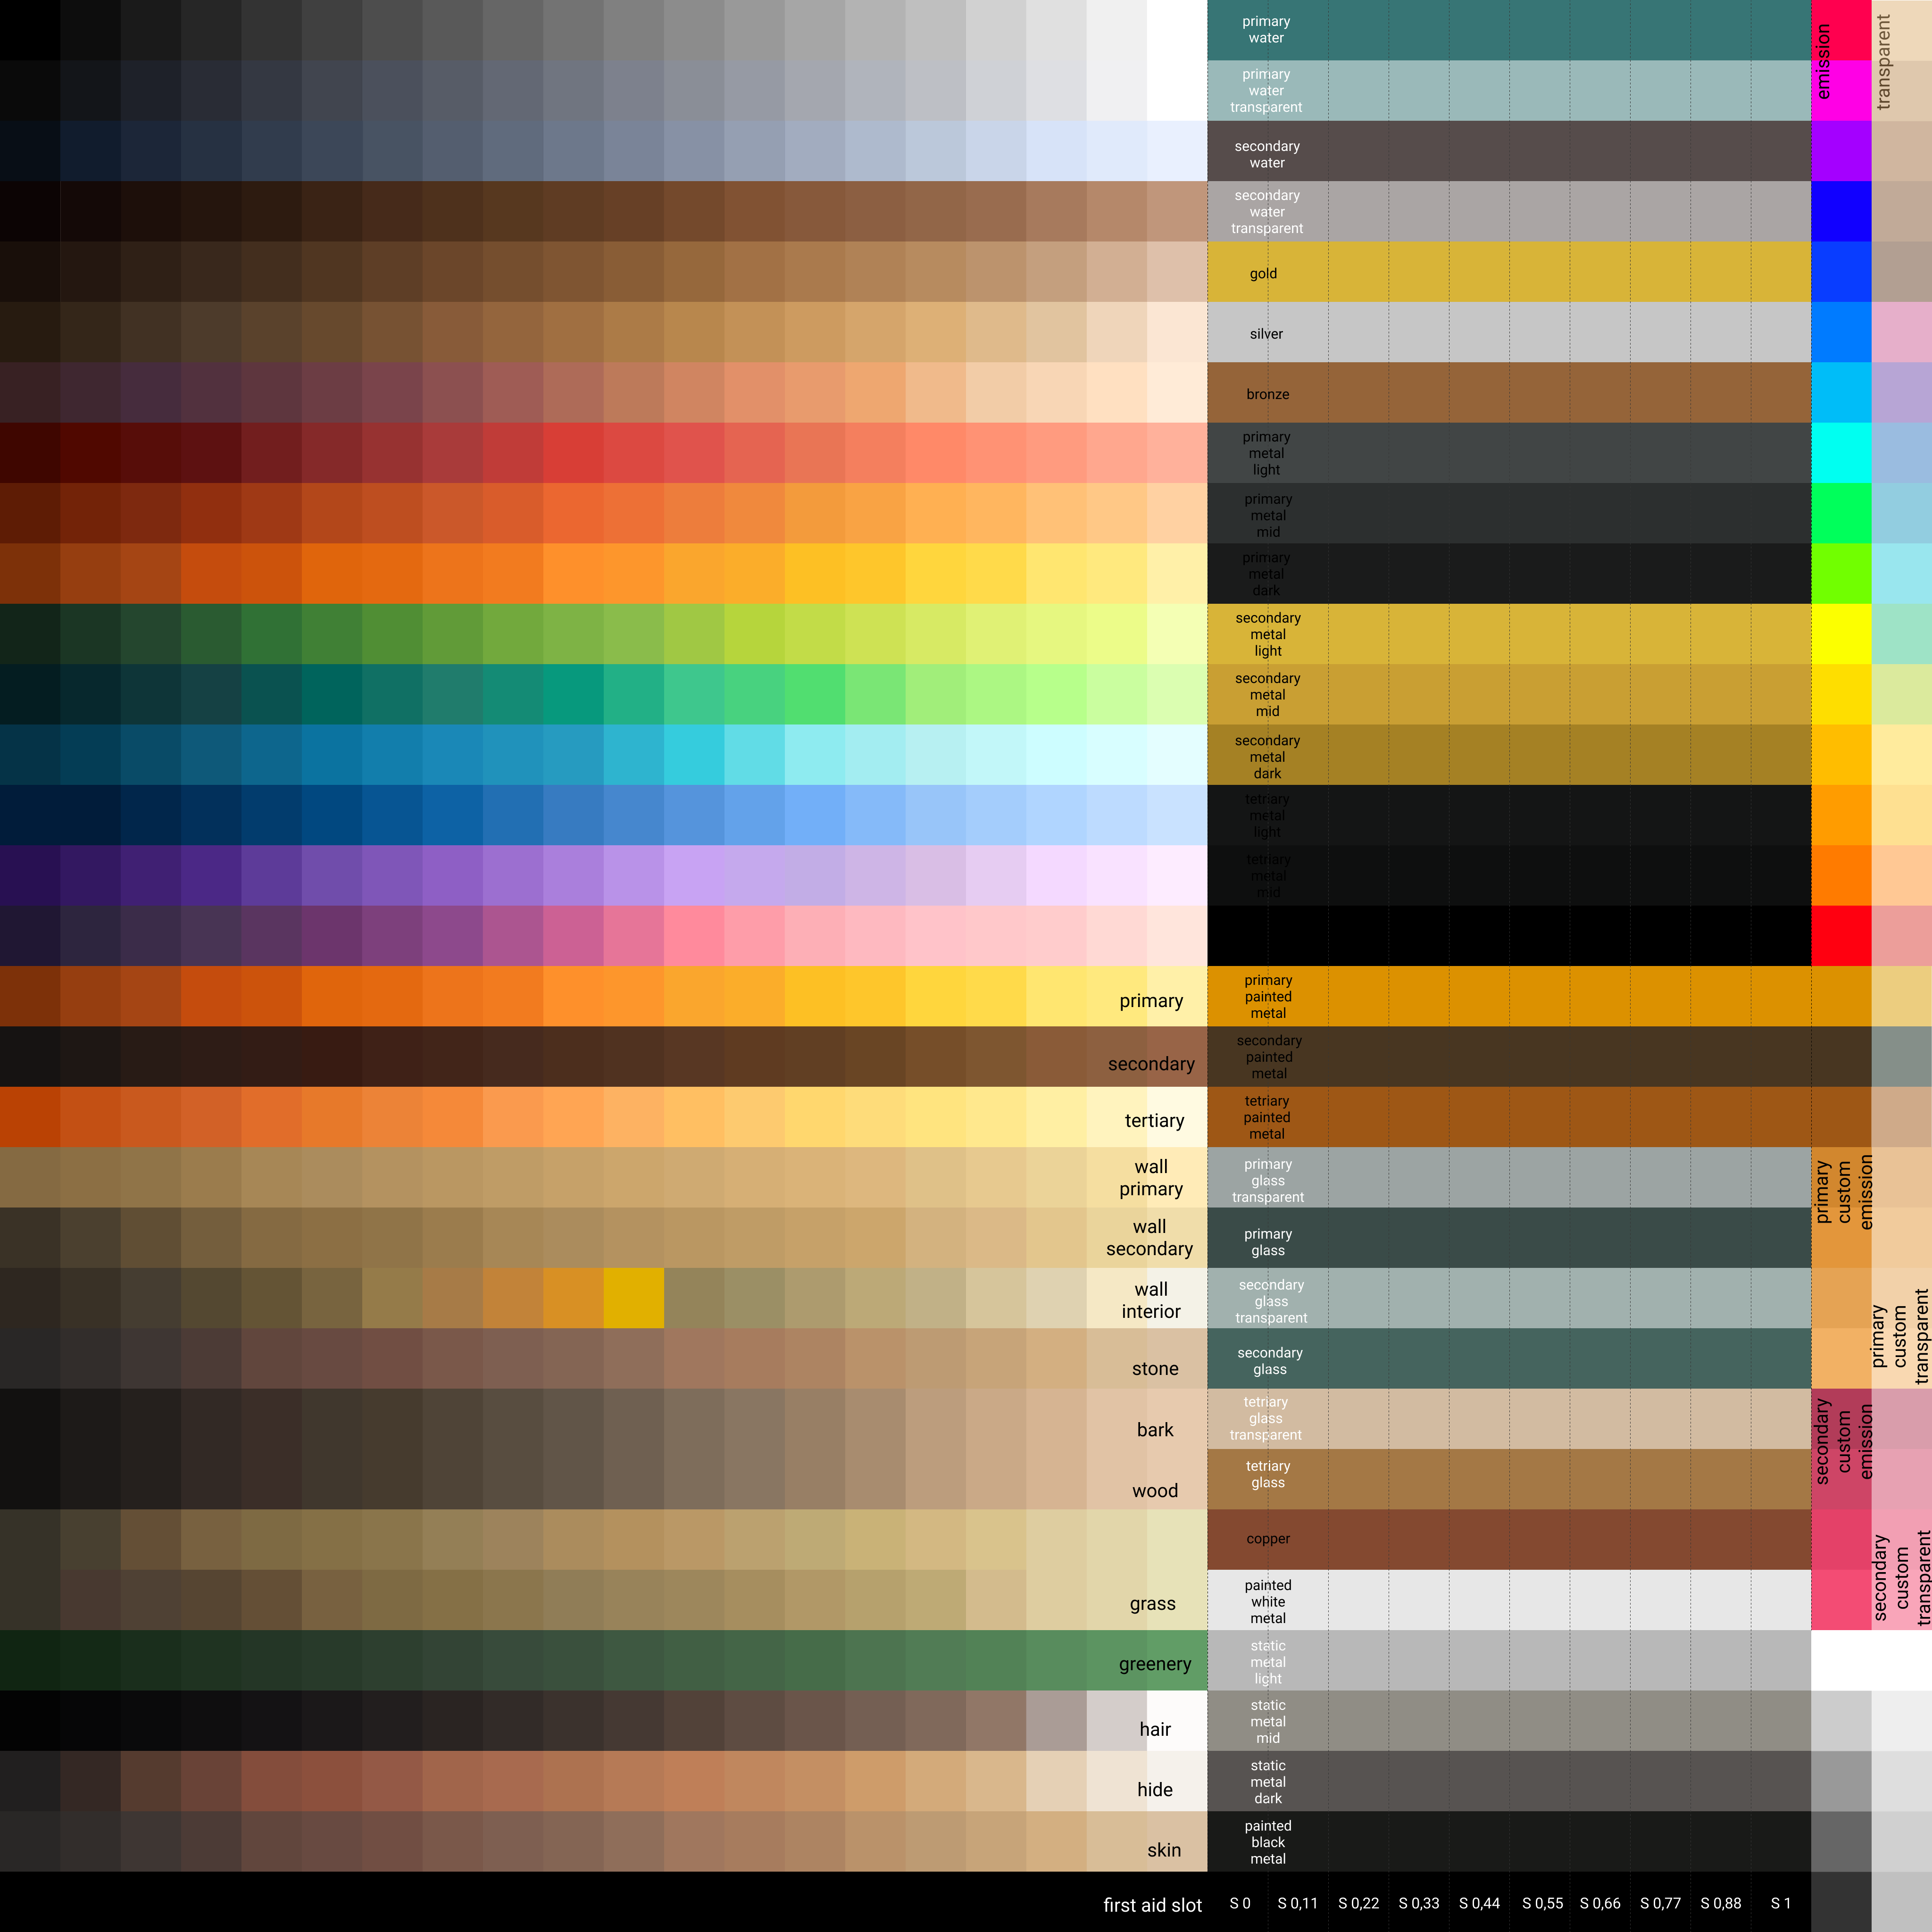 primary
water
primary
water
transparent
secondary
water
secondary
water
transparent
gold
silver
bronze
primary
metal
light
primary
metal
mid
primary
metal
dark
secondary
metal
light
secondary
metal
mid
secondary
metal
dark
tetriary
metal
light
tetriary
metal
mid
emission
transparent
primary
primary
painted
metal
secondary
secondary
painted
metal
tertiary
tetriary
painted
metal
wall
primary
primary
glass
transparent
primary
custom
emission
wall
secondary
primary
glass
wall
interior
secondary
glass
transparent
primary
custom
transparent
stone
secondary
glass
bark
tetriary
glass
transparent
secondary
custom
emission
wood
tetriary
glass
copper
secondary
custom
transparent
grass
painted
white
metal
greenery
static
metal
light
hair
static
metal
mid
hide
static
metal
dark
skin
painted
black
metal
first aid slot S 0 S 0,11 S 0,22 S 0,33 S 0,44 S 0,55 S 0,66 S 0,77 S 0,88 S 1